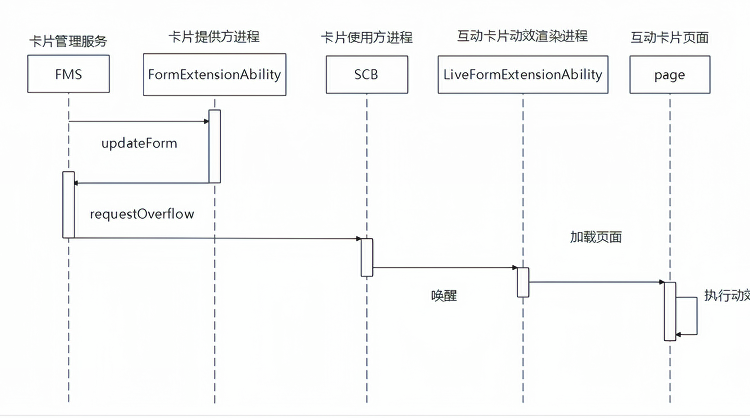 卡片管理服务
卡片提供方进程
卡片使用方进程
互动卡片动效渲染进程
互动卡片页面
FMS
FormExtensionAbility
SCB
LiveFormExtensionAbility
page
updateForm
requestOverflow
加载页面
唤醒
执行动效